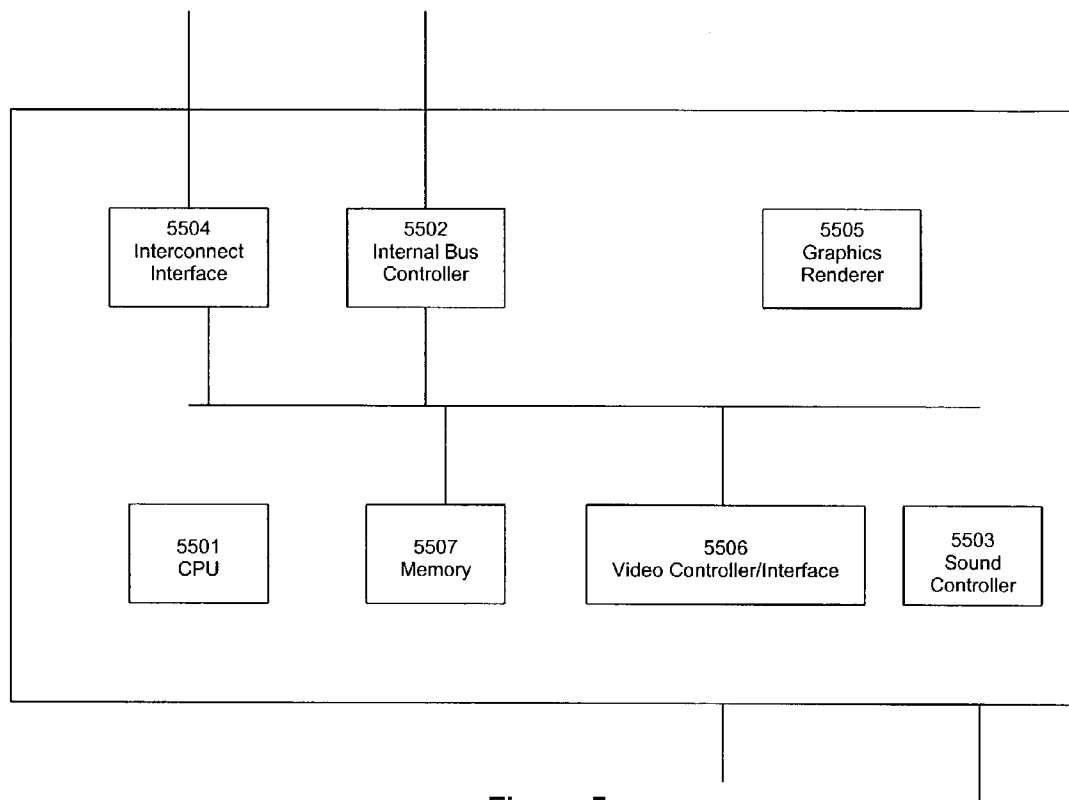 5504
Interconnect
Interface
5502
Internal Bus
Controller
5505
Graphics
Renderer
5501
CPU
5507
Memory
5506
Video Controller/Interface
5503
Sound
Controller